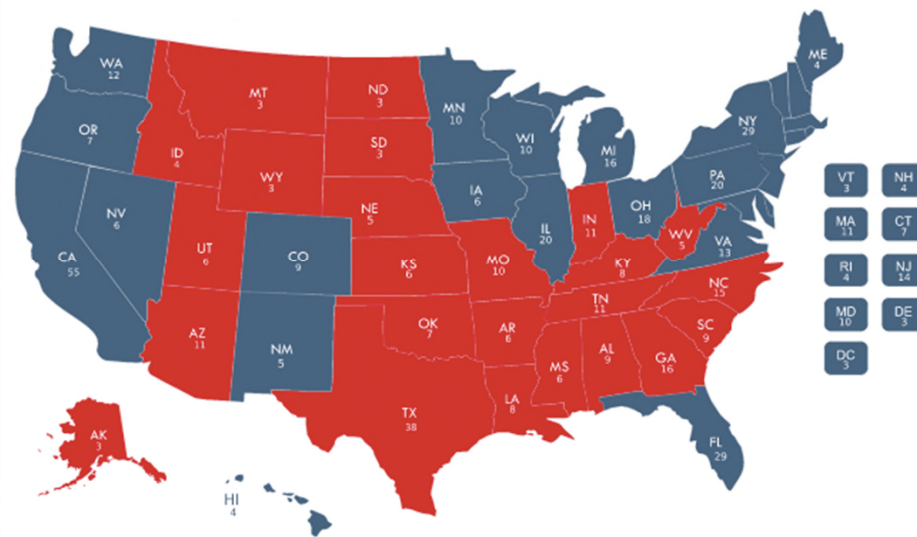 WA
12
OR
7
CA
55
NV
6
ID
4
MT
3
WY
3
UT
6
AZ
11
CO
9
NM
5
ND
3
SD
3
NE
5
KS
6
OK
7
TX
38
MN
10
IA
6
MO
10
AR
6
LA
8
WI
10
IL
20
MI
16
IN
11
OH
18
KY
8
TN
11
MS
6
AL
9
GA
16
FL
29
SC
9
NC
15
VA
13
WV
5
PA
20
NY
29
ME
4
AK
3
HI
4
VT
3
NH
4
MA
11
CT
7
RI
4
NJ
14
MD
10
DE
3
DC
3